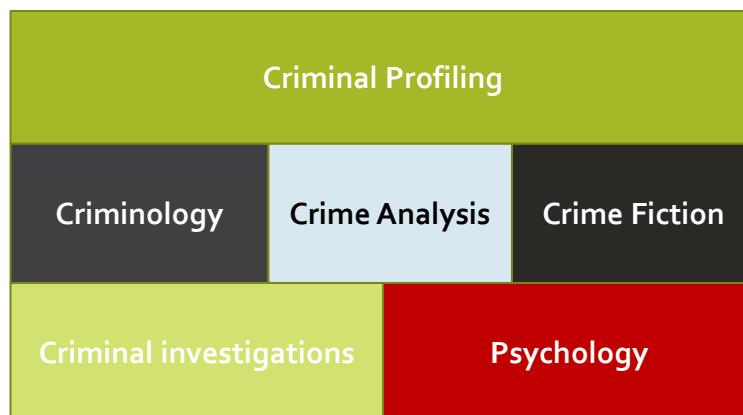 Criminal Profiling
Criminology
Crime Analysis
Crime Fiction
Criminal investigations
Psychology